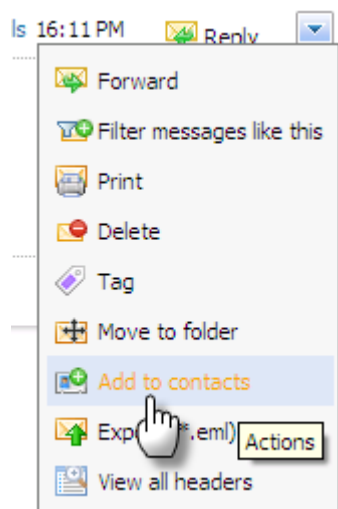 ls 16:11 PM Reply
Forward
Filter messages like this
Print
Delete
Tag
Move to folder
Add to contacts
.eml)
Actions
View all headers